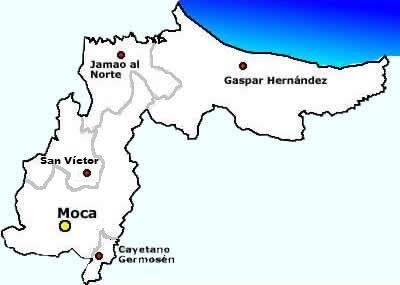 Jamao al
Norte
Gaspar Hernández
San Víctor
Moca
Cayetano
Germosén